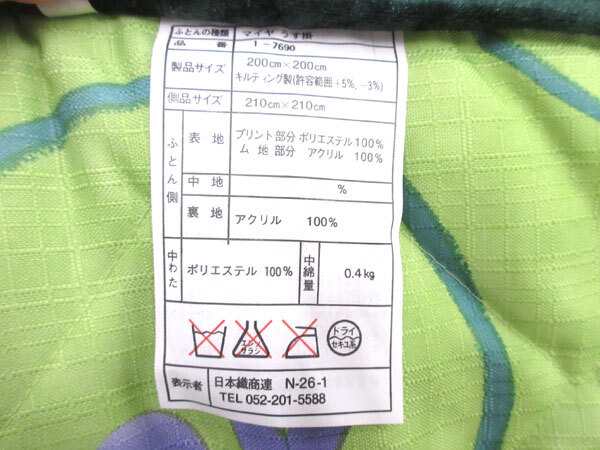 ふとんの種類 マイヤ うす掛
品番 1-7690
製品サイズ 200cm×200cm
キルティング製(許容範囲+5%,-3%)
側品サイズ 210cm×210cm
ふとん側
表地 プリント部分 ポリエステル100%
ム地部分 アクリル 100%
中地 %
裏地 アクリル 100%
中わた ポリエステル 100% 中綿量 0.4kg
エンソ
サラシ
ドライ
セキユ系
表示者 日本織商連 N-26-1
TEL 052-201-5588